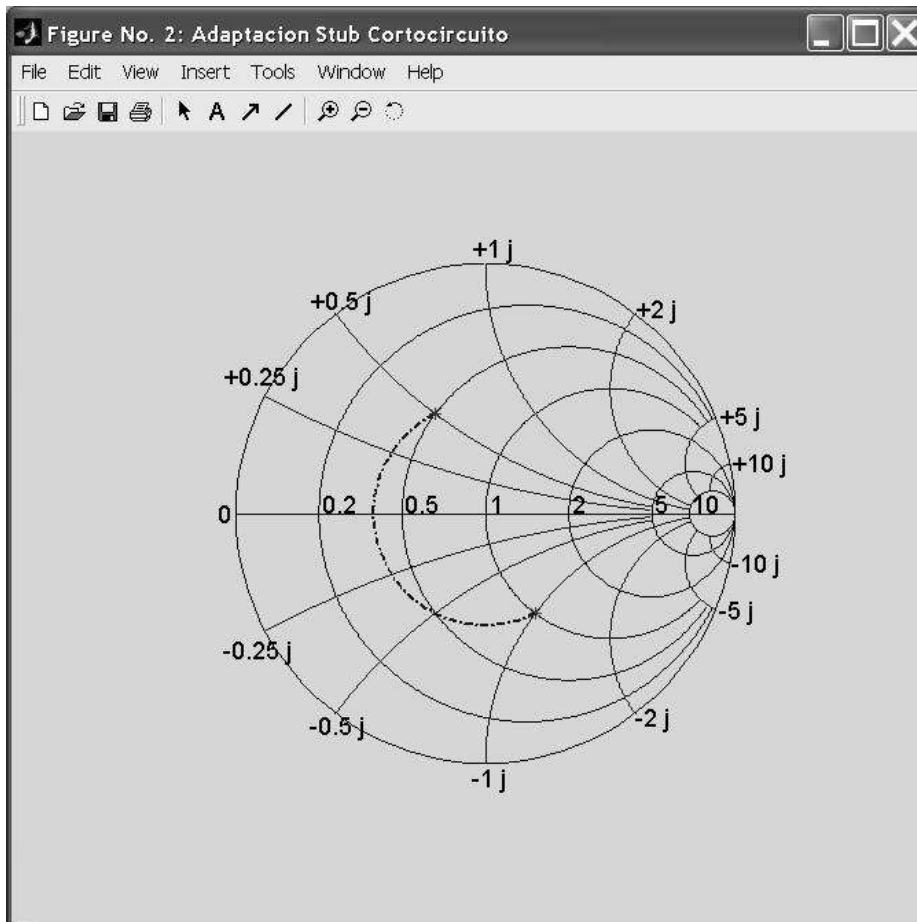 Figure No. 2: Adaptacion Stub Cortocircuito
File Edit View Insert Tools Window Help
A
+1 j
+0.5 j
+2 j
+0.25 j
+5 j
+10 j
0 0.2 0.5 1 2 5 10
-10 j
-5 j
-0.25 j
-0.5 j
-2 j
-1 j